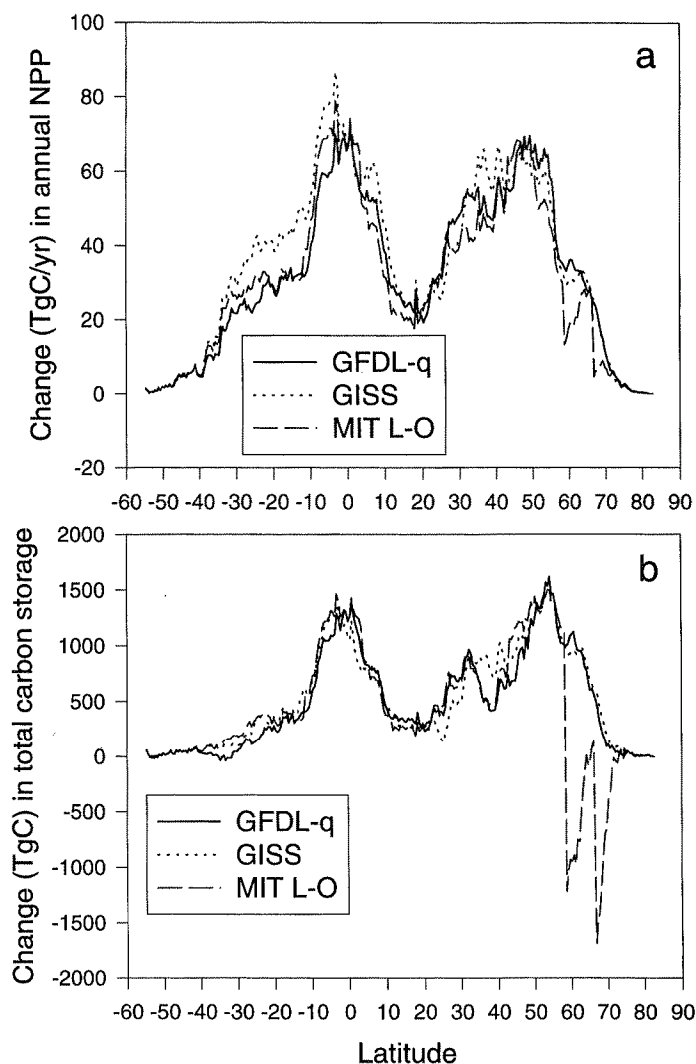 a
Change (TgC/yr) in annual NPP
100
80
60
40
20
0
-20
GFDL-q
GISS
MIT L-O
-60 -50 -40 -30 -20 -10 0 10 20 30 40 50 60 70 80 90
b
Change (TgC) in total carbon storage
2000
1500
1000
500
0
-500
-1000
-1500
-2000
GFDL-q
GISS
MIT L-O
-60 -50 -40 -30 -20 -10 0 10 20 30 40 50 60 70 80 90
Latitude